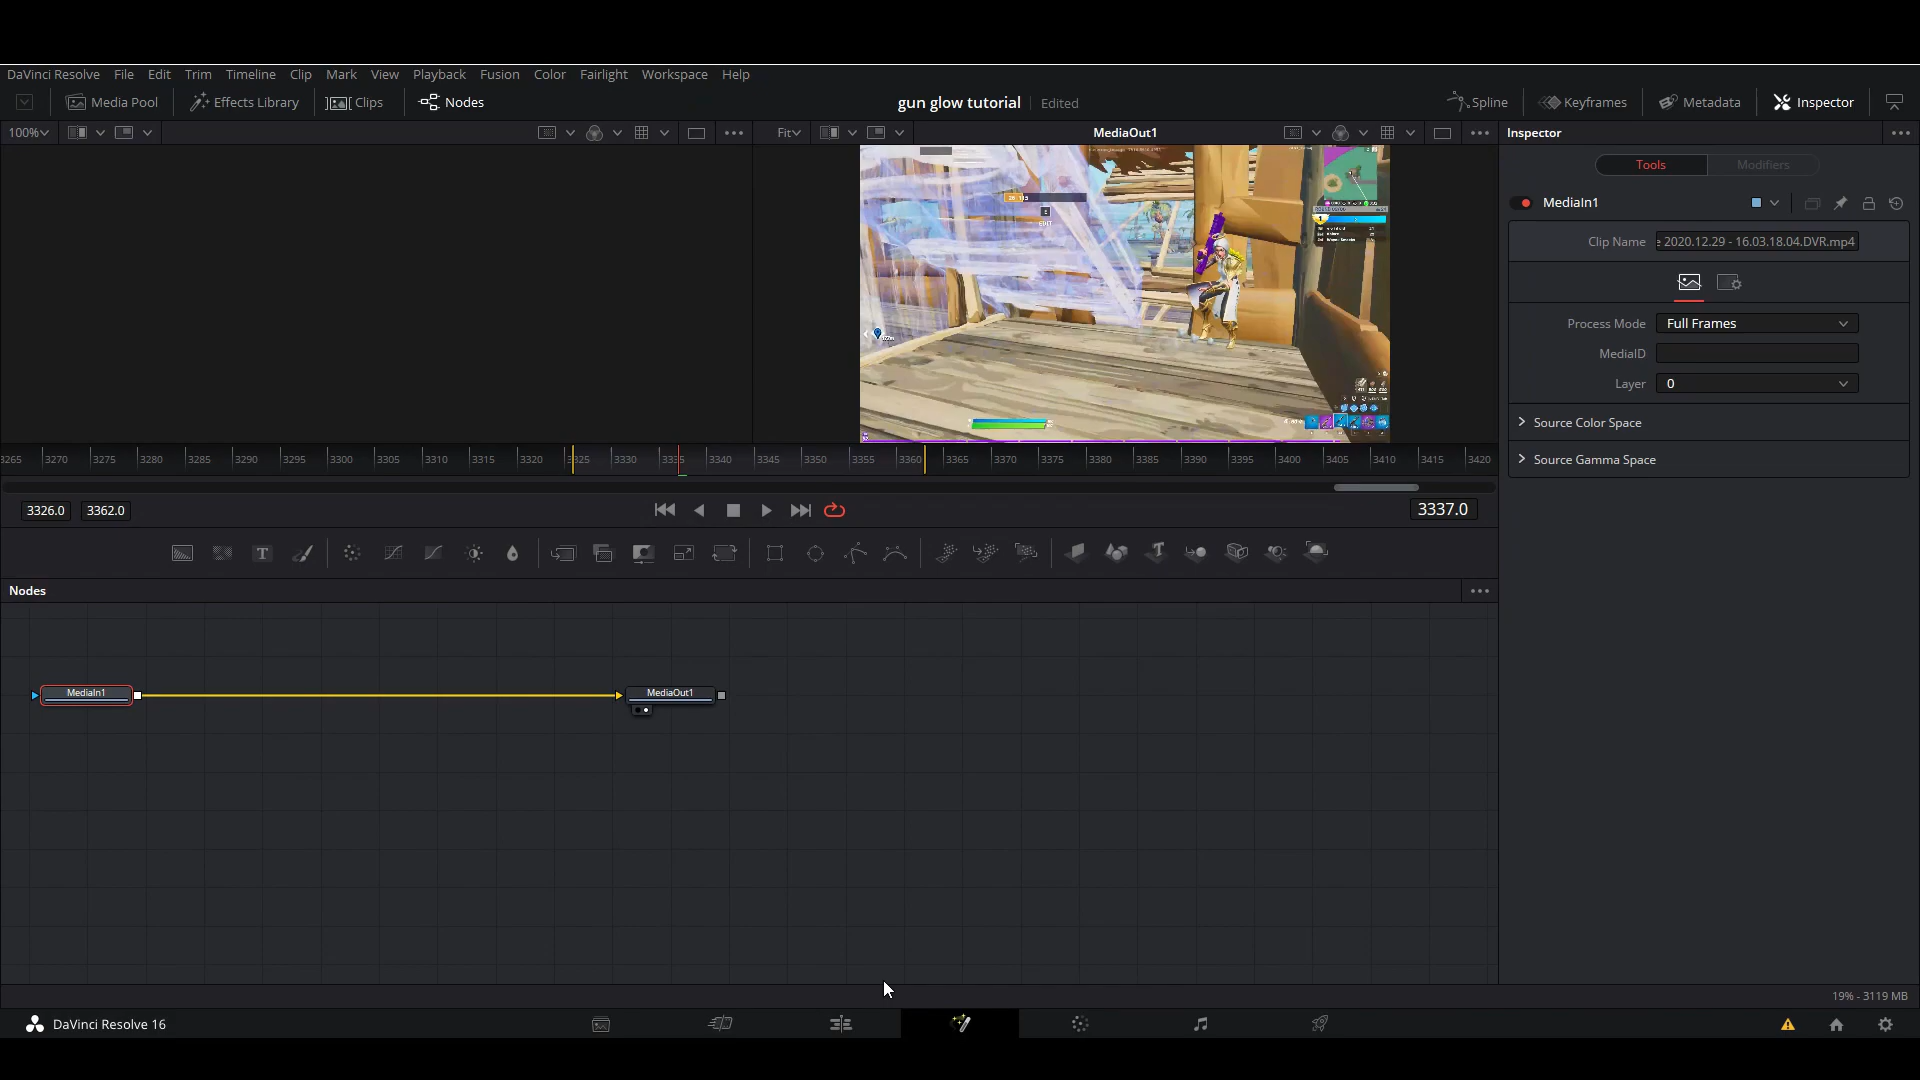 DaVinci Resolve File Edit Trim Timeline Clip Mark View Playback Fusion Color Fairlight Workspace Help
Media Pool Effects Library Clips Nodes gun glow tutorial Edited Spline Keyframes Metadata Inspector
100% Fit MediaOut1 Inspector
Tools Modifiers
MediaIn1
Clip Name e 2020.12.29 - 16.03.18.04.DVR.mp4
EDIT
Process Mode Full Frames
MediaID
Layer 0
Source Color Space
Source Gamma Space
3265 3270 3275 3280 3285 3290 3295 3300 3305 3310 3315 3320 3325 3330 3335 3340 3345 3350 3355 3360 3365 3370 3375 3380 3385 3390 3395 3400 3405 3410 3415 3420
3326.0 3362.0 3337.0
T T
Nodes
MediaIn1 MediaOut1
19% - 3119 MB
DaVinci Resolve 16